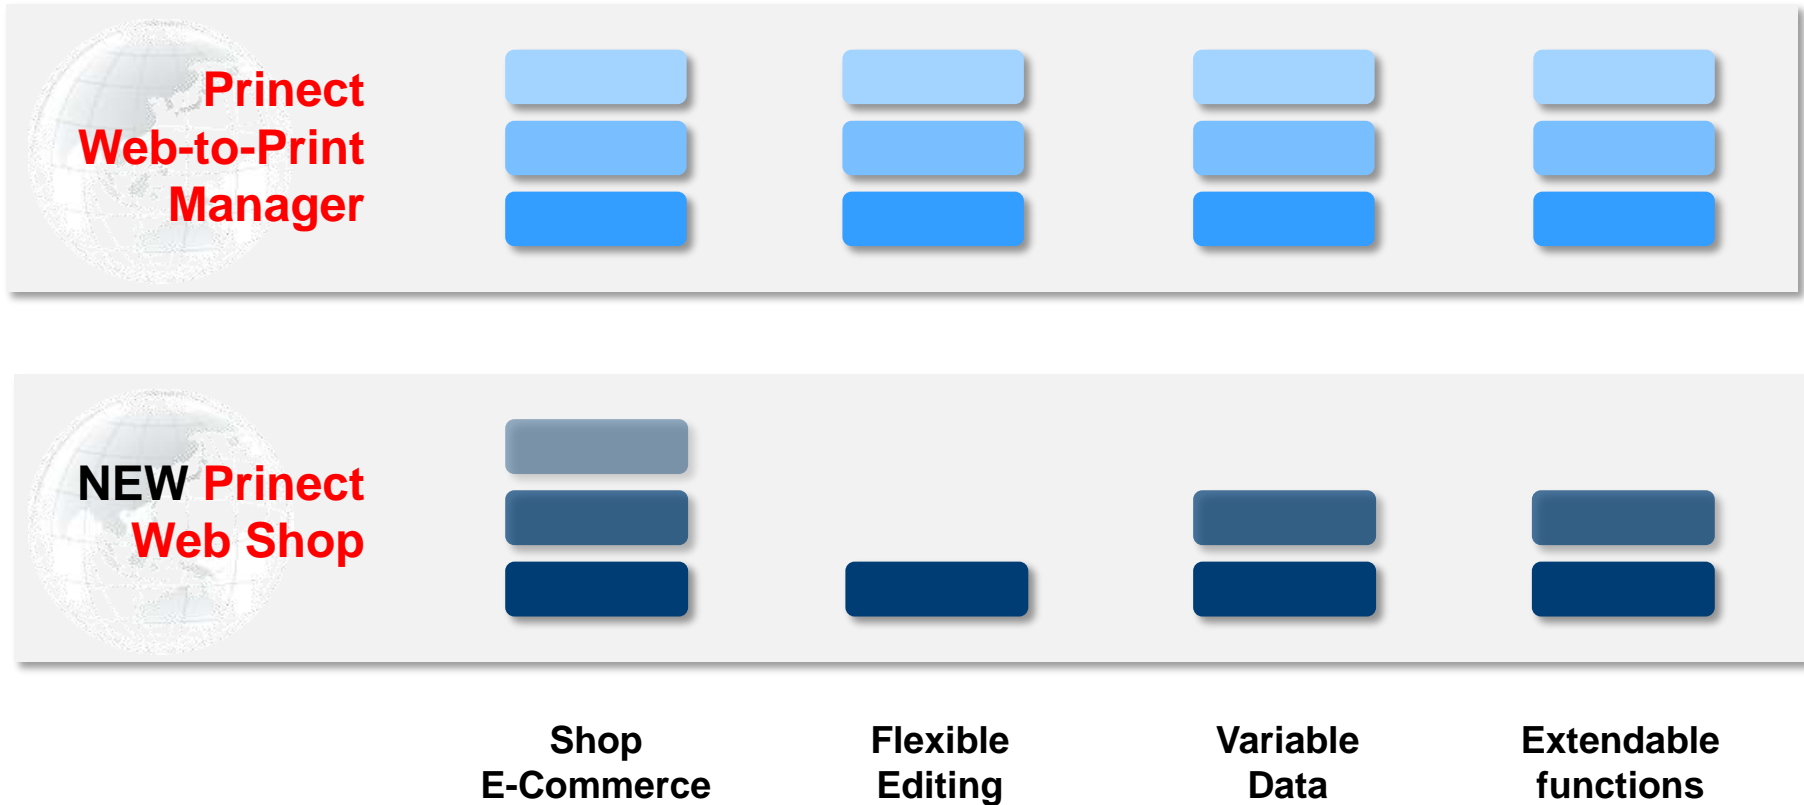 Prinect
Web-to-Print
Manager
NEW Prinect
Web Shop
Shop
E-Commerce
Flexible
Editing
Variable
Data
Extendable
functions